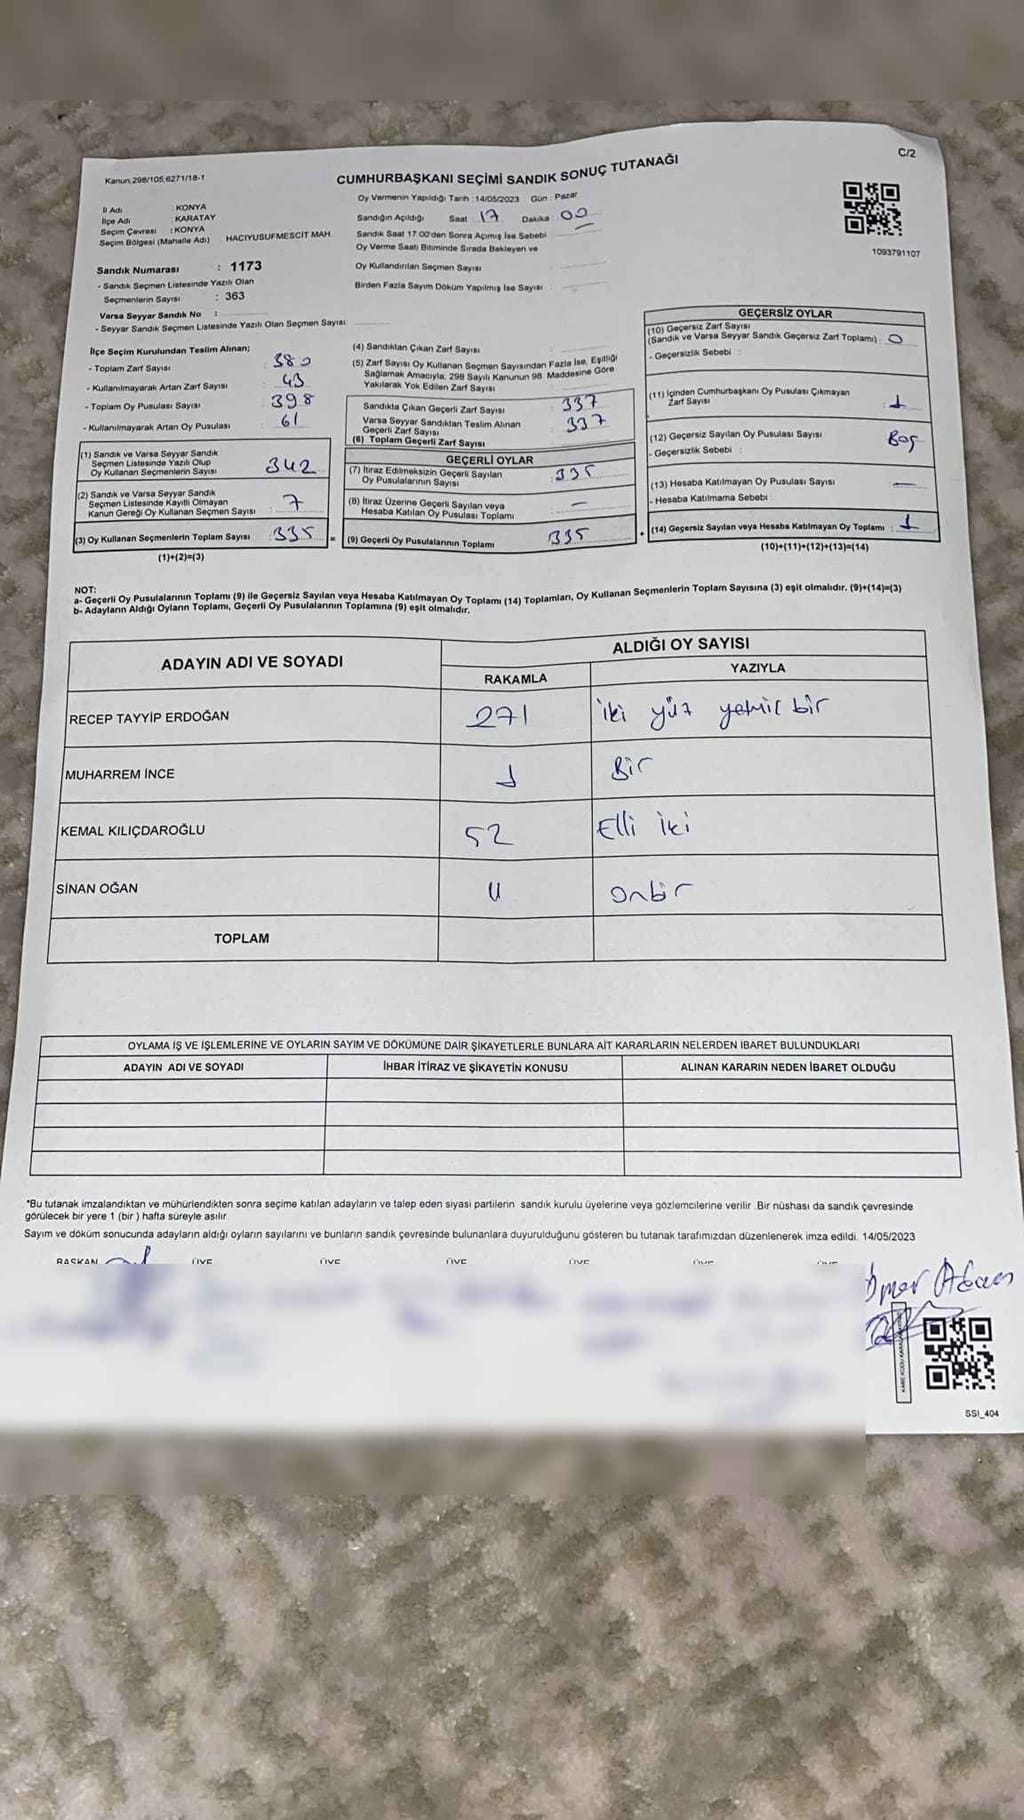 C/2
Kanun 298/105,6271/18-1
CUMHURBAŞKANI SEÇİMİ SANDIK SONUÇ TUTANAĞI
Oy Vermenin Yapıldığı Tarih : 14/05/2023 Gün : Pazar
İl Adı : KONYA
İlçe Adı : KARATAY
Seçim Çevresi : KONYA
Seçim Bölgesi (Mahalle Adı) HACIYUSUFMESCİT MAH.
Sandığın Açıldığı Saat 17 Dakika 00
Sandık Saat 17:00'den Sonra Açmış İse Sebebi
Oy Verme Saati Bitiminde Sırada Bekleyen ve
Oy Kullandırılan Seçmen Sayısı
Birden Fazla Sayım Döküm Yapılmış İse Sayısı :
1093791107
Sandık Numarası : 1173
- Sandık Seçmen Listesinde Yazılı Olan
Seçmenlerin Sayısı : 363
Varsa Seyyar Sandık No :
- Seyyar Sandık Seçmen Listesinde Yazılı Olan Seçmen Sayısı:
İlçe Seçim Kurulundan Teslim Alınan;
- Toplam Zarf Sayısı : 380
- Kullanılmayarak Artan Zarf Sayısı : 43
- Toplam Oy Pusulası Sayısı : 398
- Kullanılmayarak Artan Oy Pusulası : 61
(1) Sandık ve Varsa Seyyar Sandık
Seçmen Listesinde Yazılı Olup
Oy Kullanan Seçmenlerin Sayısı : 342
(2) Sandık ve Varsa Seyyar Sandık
Seçmen Listesinde Kayıtlı Olmayan
Kanun Gereği Oy Kullanan Seçmen Sayısı : 7
(3) Oy Kullanan Seçmenlerin Toplam Sayısı : 335 =
(1)+(2)=(3)
(4) Sandıktan Çıkan Zarf Sayısı :
(5) Zarf Sayısı Oy Kullanan Seçmen Sayısından Fazla İse, Eşitliği
Sağlamak Amacıyla, 298 Sayılı Kanunun 98. Maddesine Göre
Yakılarak Yok Edilen Zarf Sayısı
Sandıkta Çıkan Geçerli Zarf Sayısı : 337
Varsa Seyyar Sandıktan Teslim Alınan
Geçerli Zarf Sayısı : 337
(6) Toplam Geçerli Zarf Sayısı
GEÇERLİ OYLAR
(7) İtiraz Edilmeksizin Geçerli Sayılan
Oy Pusulalarının Sayısı : 335
(8) İtiraz Üzerine Geçerli Sayılan veya
Hesaba Katılan Oy Pusulası Toplamı : —
(9) Geçerli Oy Pusulalarının Toplamı : 335 +
GEÇERSİZ OYLAR
(10) Geçersiz Zarf Sayısı
(Sandık ve Varsa Seyyar Sandık Geçersiz Zarf Toplamı) : 0
- Geçersizlik Sebebi :
(11) İçinden Cumhurbaşkanı Oy Pusulası Çıkmayan
Zarf Sayısı : 1
(12) Geçersiz Sayılan Oy Pusulası Sayısı : Boş
- Geçersizlik Sebebi :
(13) Hesaba Katılmayan Oy Pusulası Sayısı : —
- Hesaba Katılmama Sebebi :
(14) Geçersiz Sayılan veya Hesaba Katılmayan Oy Toplamı : 1
(10)+(11)+(12)+(13)=(14)
NOT:
a- Geçerli Oy Pusulalarının Toplamı (9) ile Geçersiz Sayılan veya Hesaba Katılmayan Oy Toplamı (14) Toplamları, Oy Kullanan Seçmenlerin Toplam Sayısına (3) eşit olmalıdır. (9)+(14)=(3)
b- Adayların Aldığı Oyların Toplamı, Geçerli Oy Pusulalarının Toplamına (9) eşit olmalıdır.
ADAYIN ADI VE SOYADI ALDIĞI OY SAYISI
RAKAMLA YAZIYLA
RECEP TAYYİP ERDOĞAN 271 iki yüz yetmiş bir
MUHARREM İNCE 1 Bir
KEMAL KILIÇDAROĞLU 52 Elli iki
SİNAN OĞAN 11 onbir
TOPLAM
OYLAMA İŞ VE İŞLEMLERİNE VE OYLARIN SAYIM VE DÖKÜMÜNE DAİR ŞİKAYETLERLE BUNLARA AİT KARARLARIN NELERDEN İBARET BULUNDUKLARI
ADAYIN ADI VE SOYADI İHBAR İTİRAZ VE ŞİKAYETİN KONUSU ALINAN KARARIN NEDEN İBARET OLDUĞU
*Bu tutanak imzalandıktan ve mühürlendikten sonra seçime katılan adayların ve talep eden siyasi partilerin sandık kurulu üyelerine veya gözlemcilerine verilir. Bir nüshası da sandık çevresinde
görülecek bir yere 1 (bir) hafta süreyle asılır.
Sayım ve döküm sonucunda adayların aldığı oyların sayılarını ve bunların sandık çevresinde bulunanlara duyurulduğunu gösteren bu tutanak tarafımızdan düzenlenerek imza edildi. 14/05/2023
BAŞKAN ÜYE ÜYE ÜYE ÜYE ÜYE ÜYE
Ömer
SSI_404